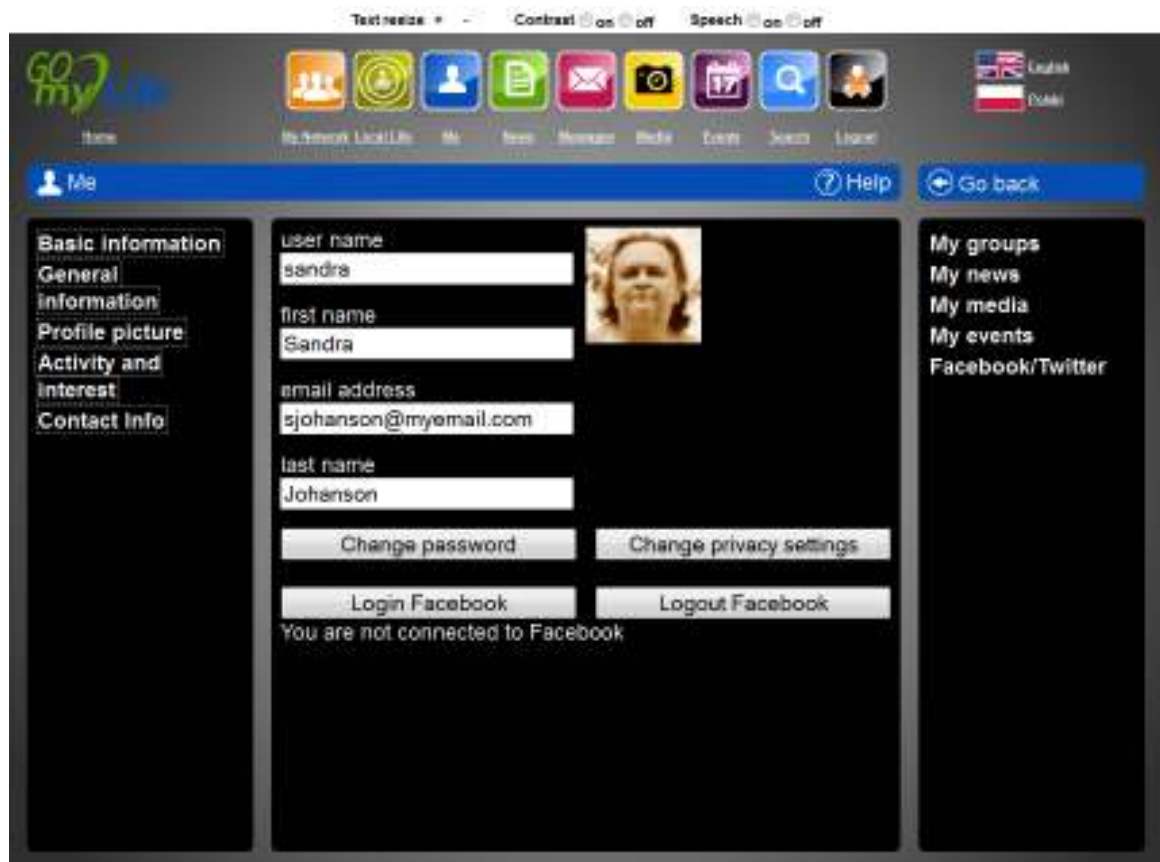 Text resize + -    Contrast on off    Speech on off
GO
my Life
Home
My Network Local Life Me News Messages Media Events Search Logout
17
English
Polski
Me
Help
Go back
Basic information
General
information
Profile picture
Activity and
interest
Contact Info
user name
sandra
first name
Sandra
email address
sjohanson@myemail.com
last name
Johanson
Change password
Change privacy settings
Login Facebook
Logout Facebook
You are not connected to Facebook
My groups
My news
My media
My events
Facebook/Twitter